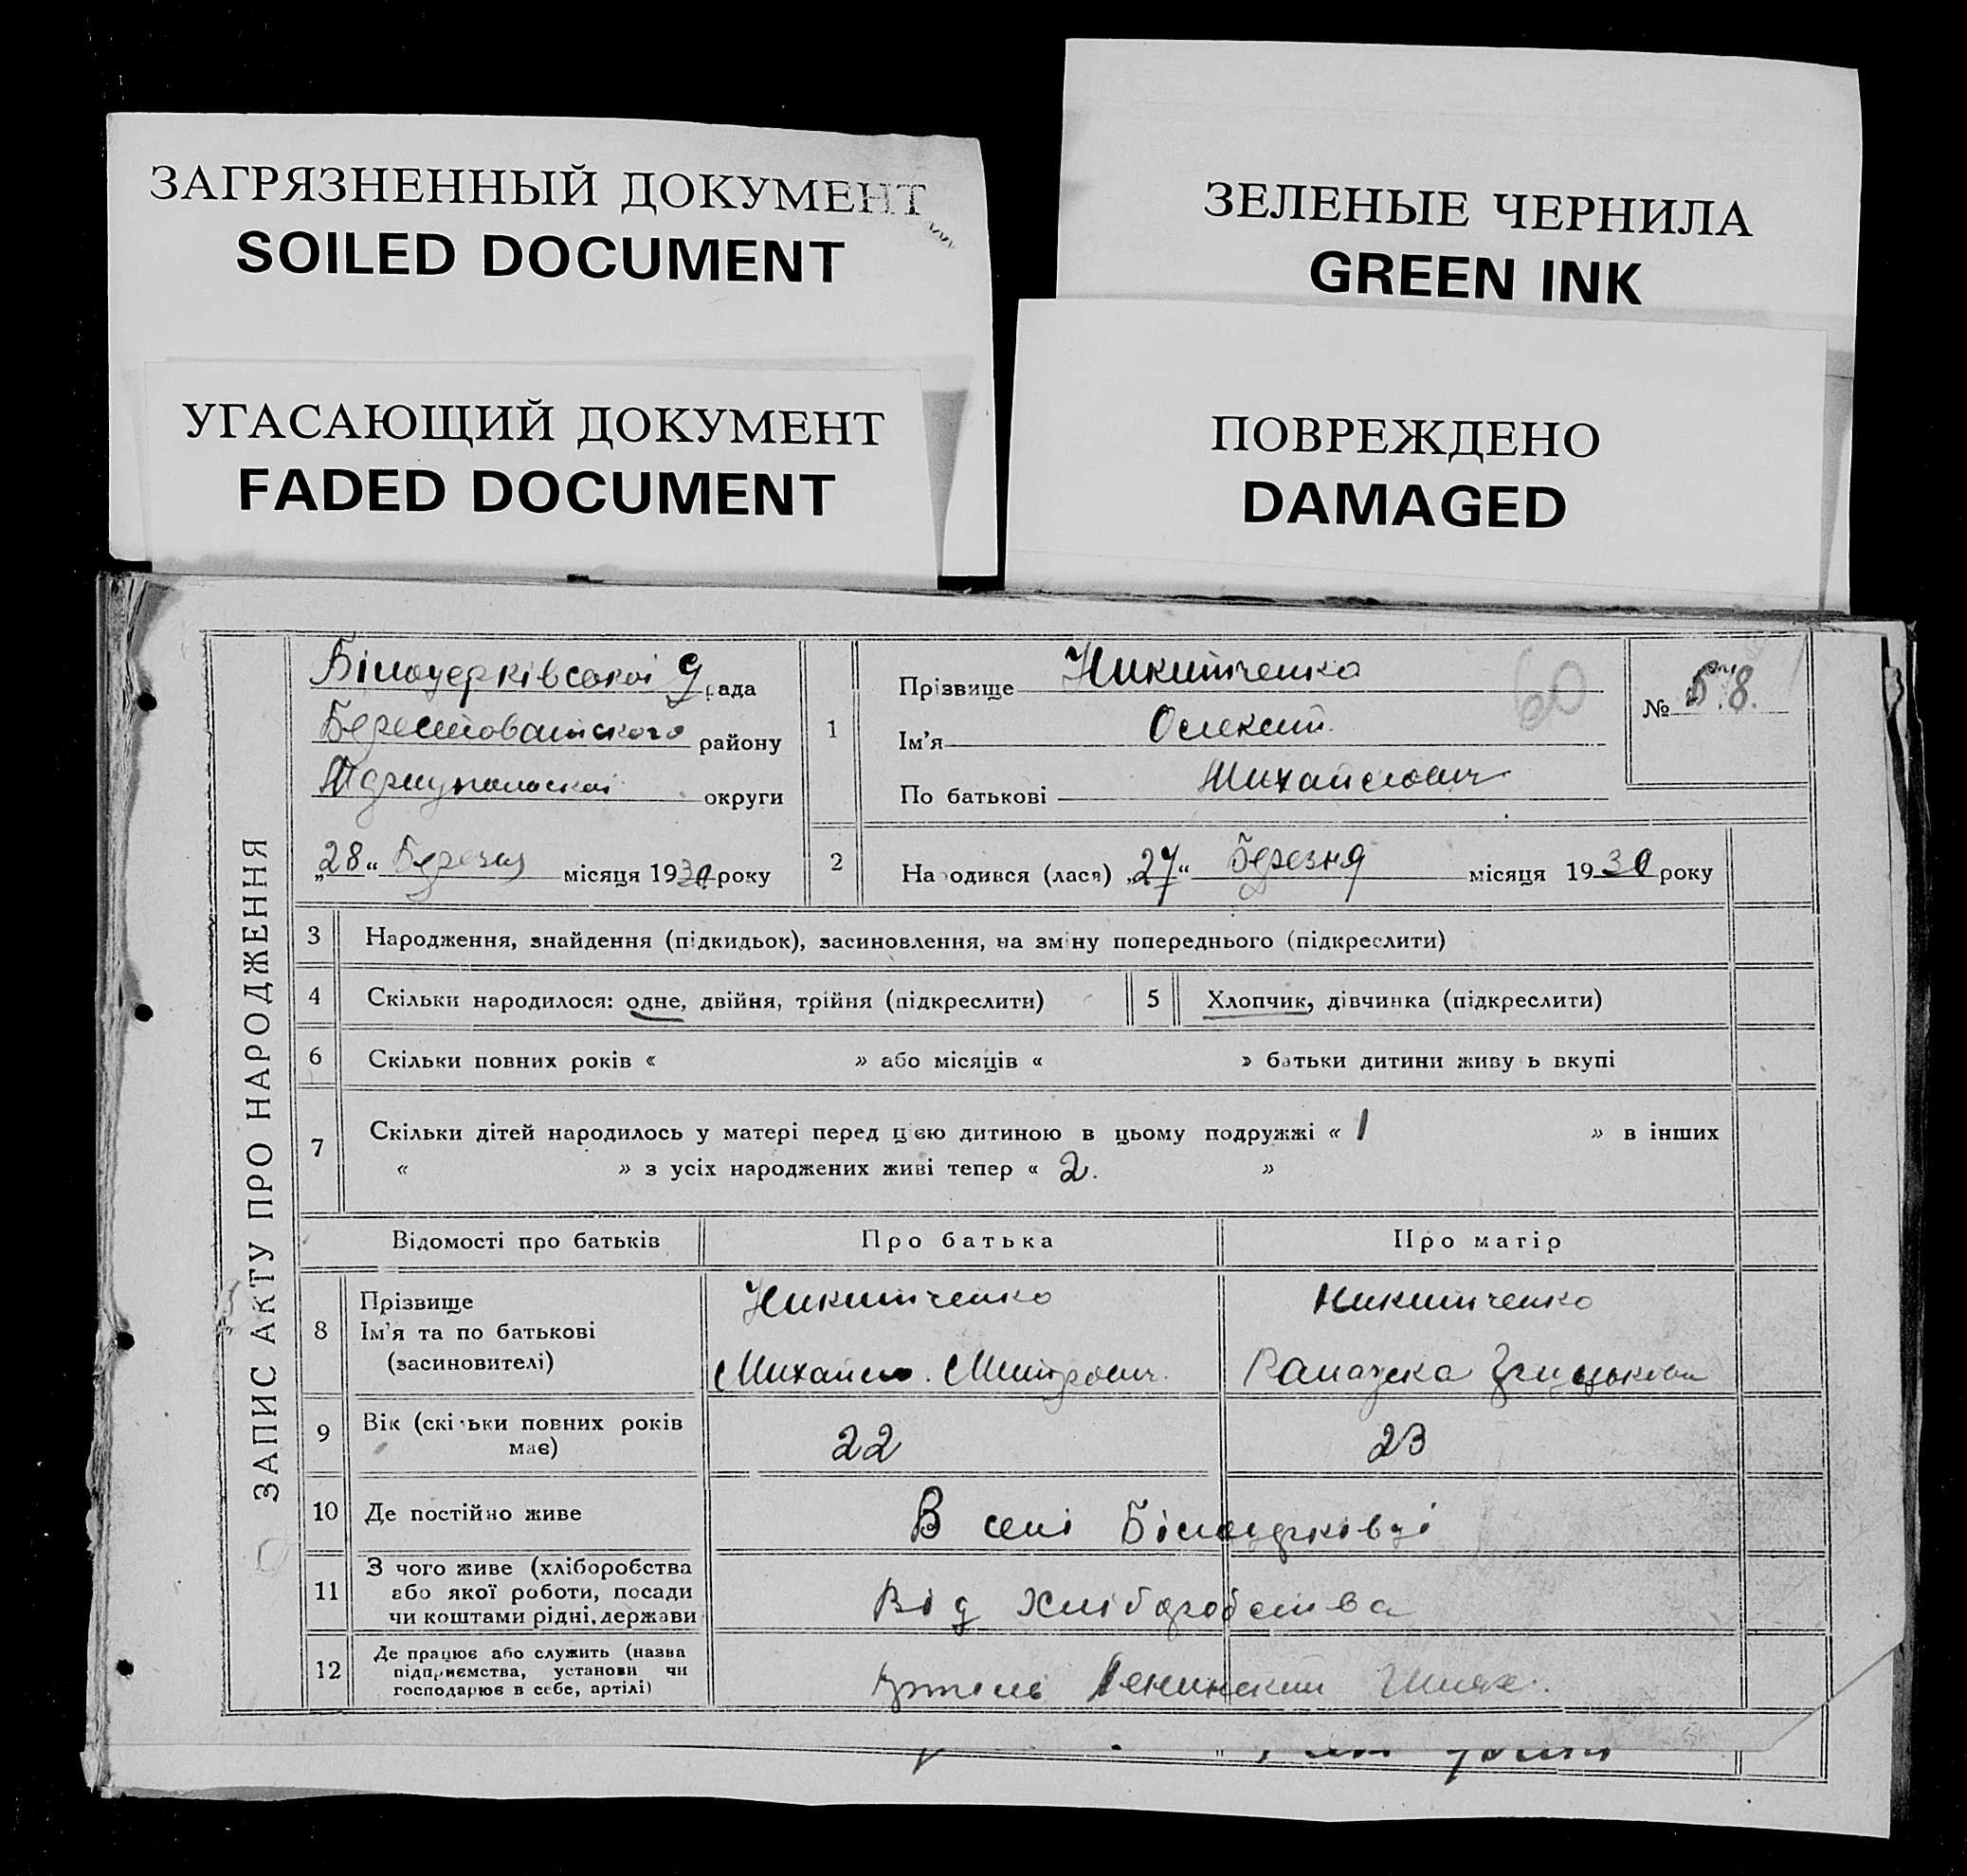 ЗАГРЯЗНЕННЫЙ ДОКУМЕНТ
SOILED DOCUMENT
УГАСАЮЩИЙ ДОКУМЕНТ
FADED DOCUMENT
ЗЕЛЕНЫЕ ЧЕРНИЛА
GREEN INK
ПОВРЕЖДЕНО
DAMAGED
ЗАПИС АКТУ ПРО НАРОДЖЕННЯ
Білоцерківської рада
району
округи
„28“ Березня місяця 1930 року
1
Прізвище Никитченко
Ім'я Олексій
По батькові Михайлович
60
№ 58.
2
Народився (лася) „27“ Березня місяця 1930 року
3 Народження, знайдення (підкидьок), засиновлення, на зміну попереднього (підкреслити)
4 Скільки народилося: одне, двійня, трійня (підкреслити) 5 Хлопчик, дівчинка (підкреслити)
6 Скільки повних років « » або місяців « » батьки дитини живуть вкупі
7 Скільки дітей народилось у матері перед цією дитиною в цьому подружжі « 1 » в інших
« » з усіх народжених живі тепер « 2. »
Відомості про батьків Про батька Про матір
8 Прізвище
Ім'я та по батькові
(засиновителі)
Никитченко
Михайло Митрович
Никитченко
9 Вік (скільки повних років
має)
22 23
10 Де постійно живе В селі Білоцерківці
11 З чого живе (хліборобства
або якої роботи, посади
чи коштами рідні, держави
Від Хліборобства
12 Де працює або служить (назва
підприємства, установи чи
господарює в себе, артілі)
Ленинский Шлях.